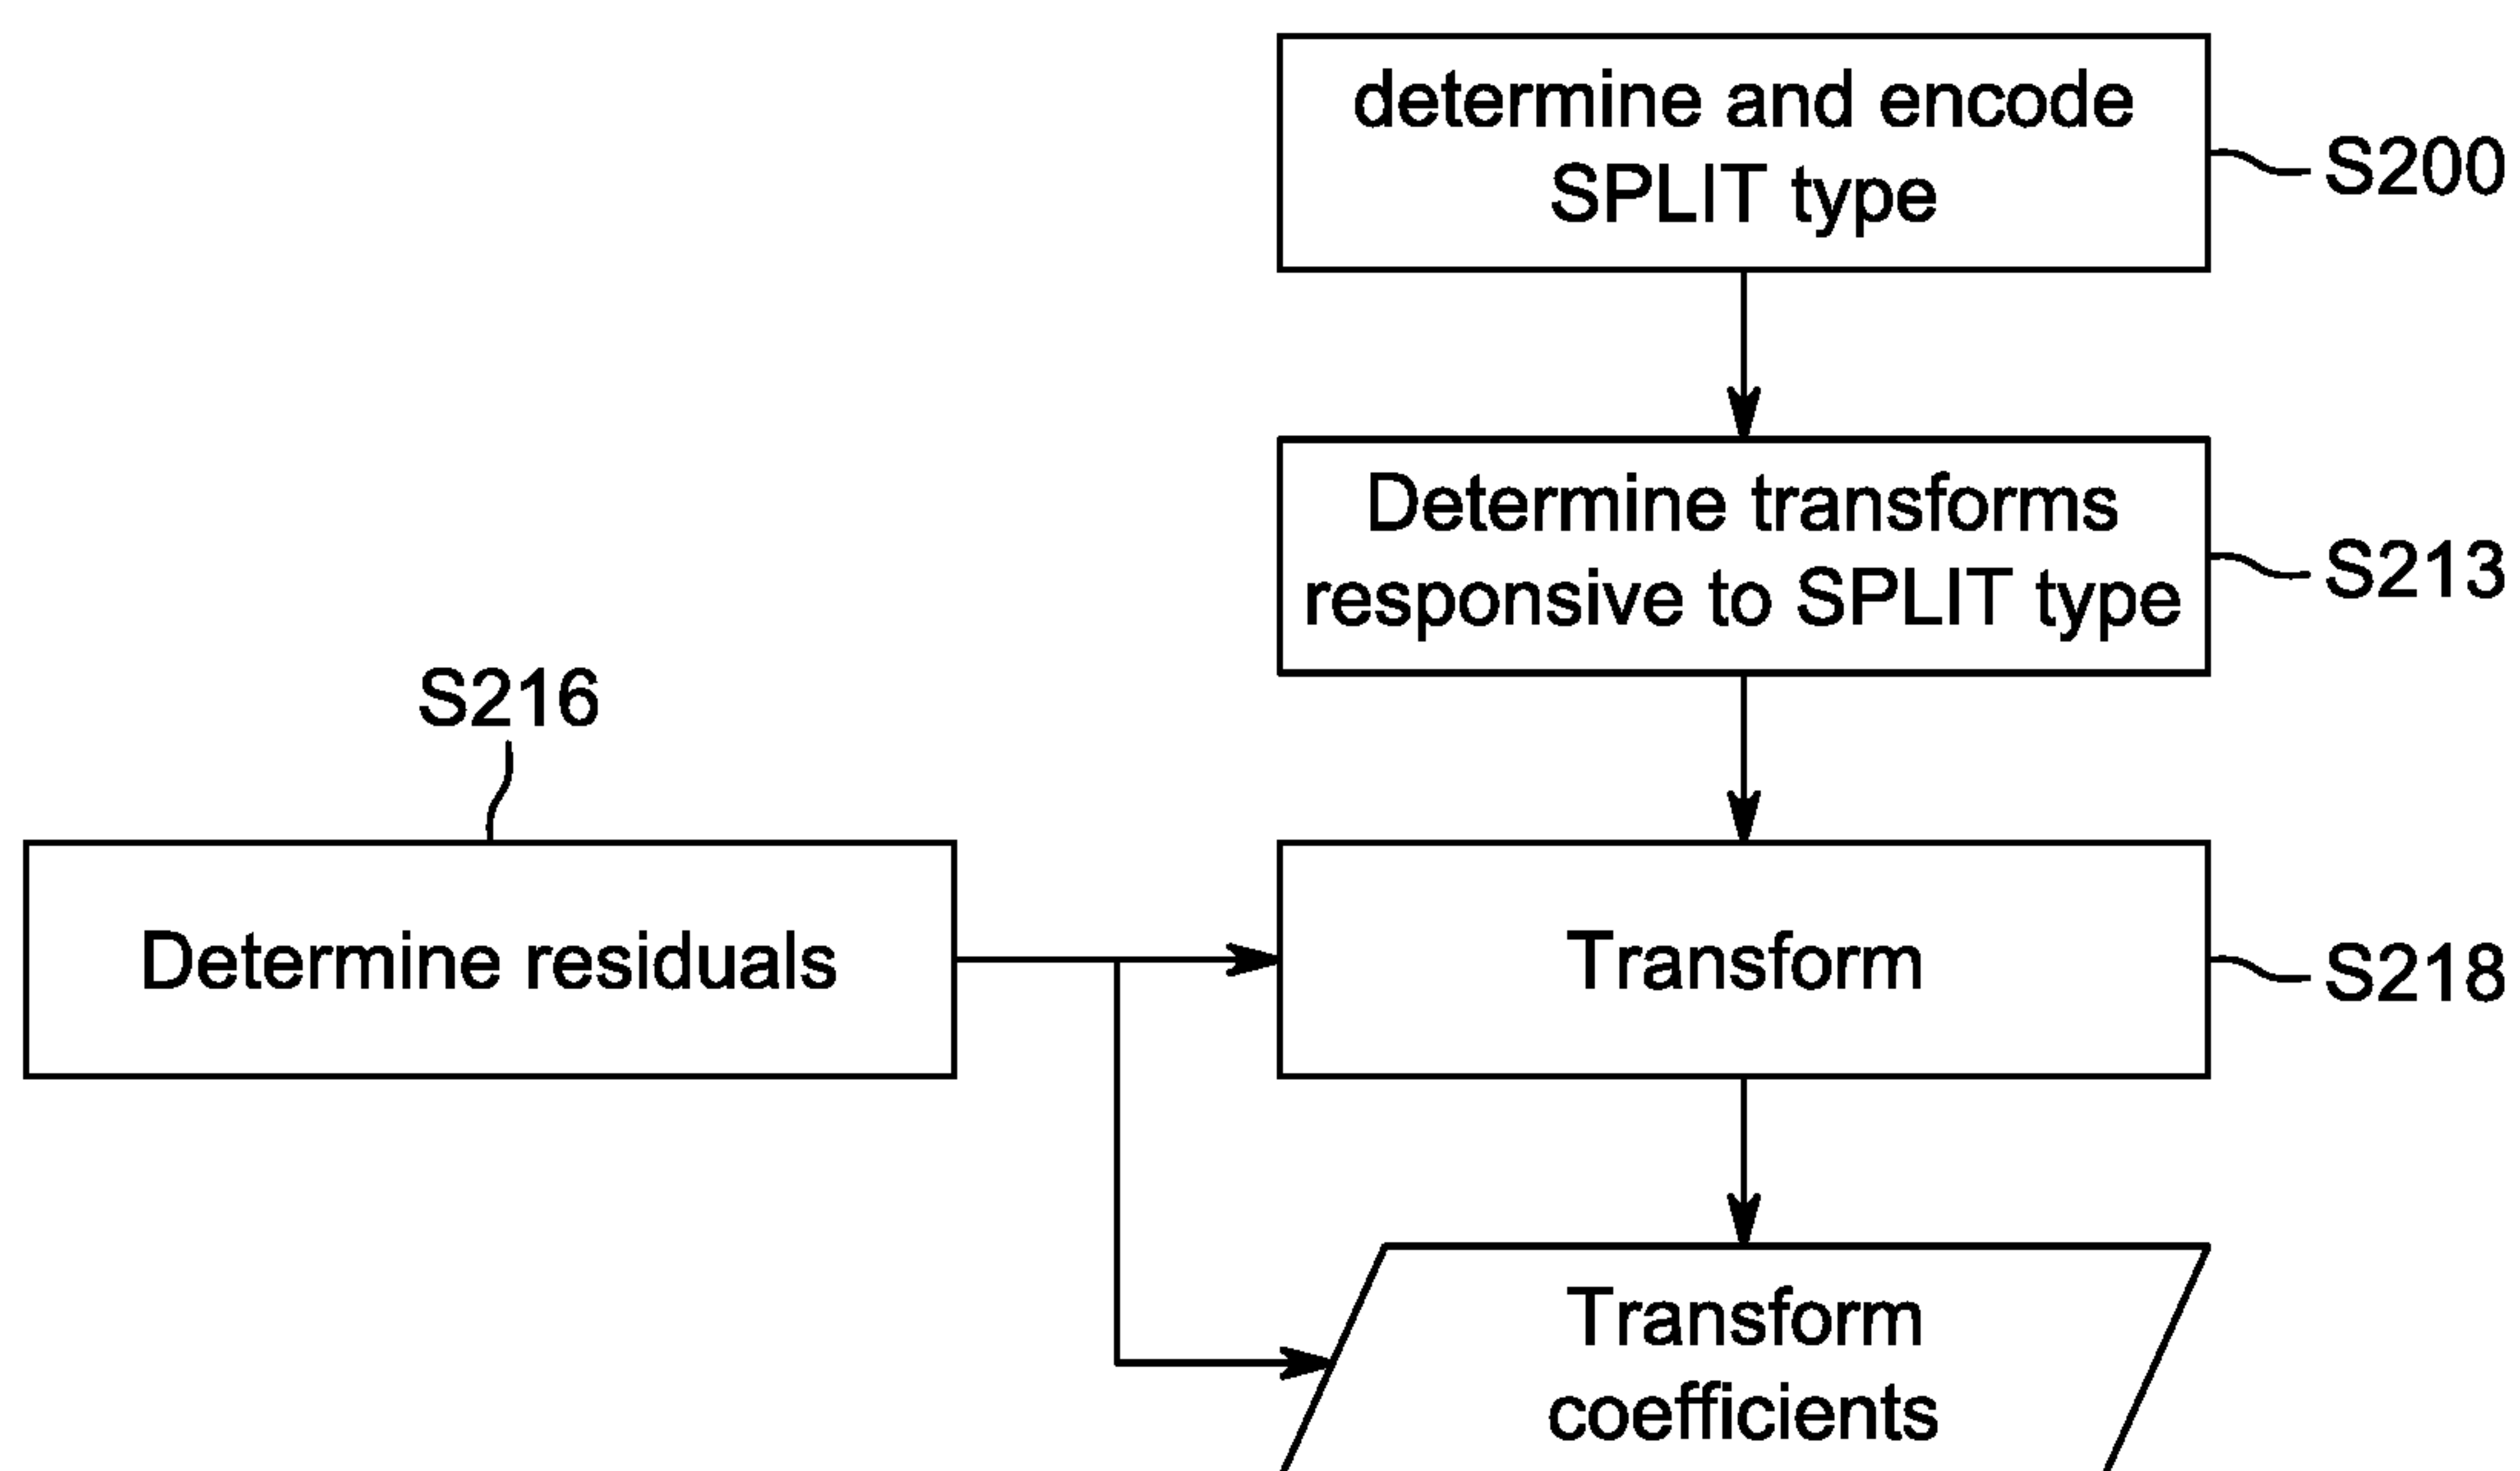 determine and encode
SPLIT type
S200
Determine transforms
responsive to SPLIT type
S213
S216
Determine residuals
Transform
S218
Transform
coefficients